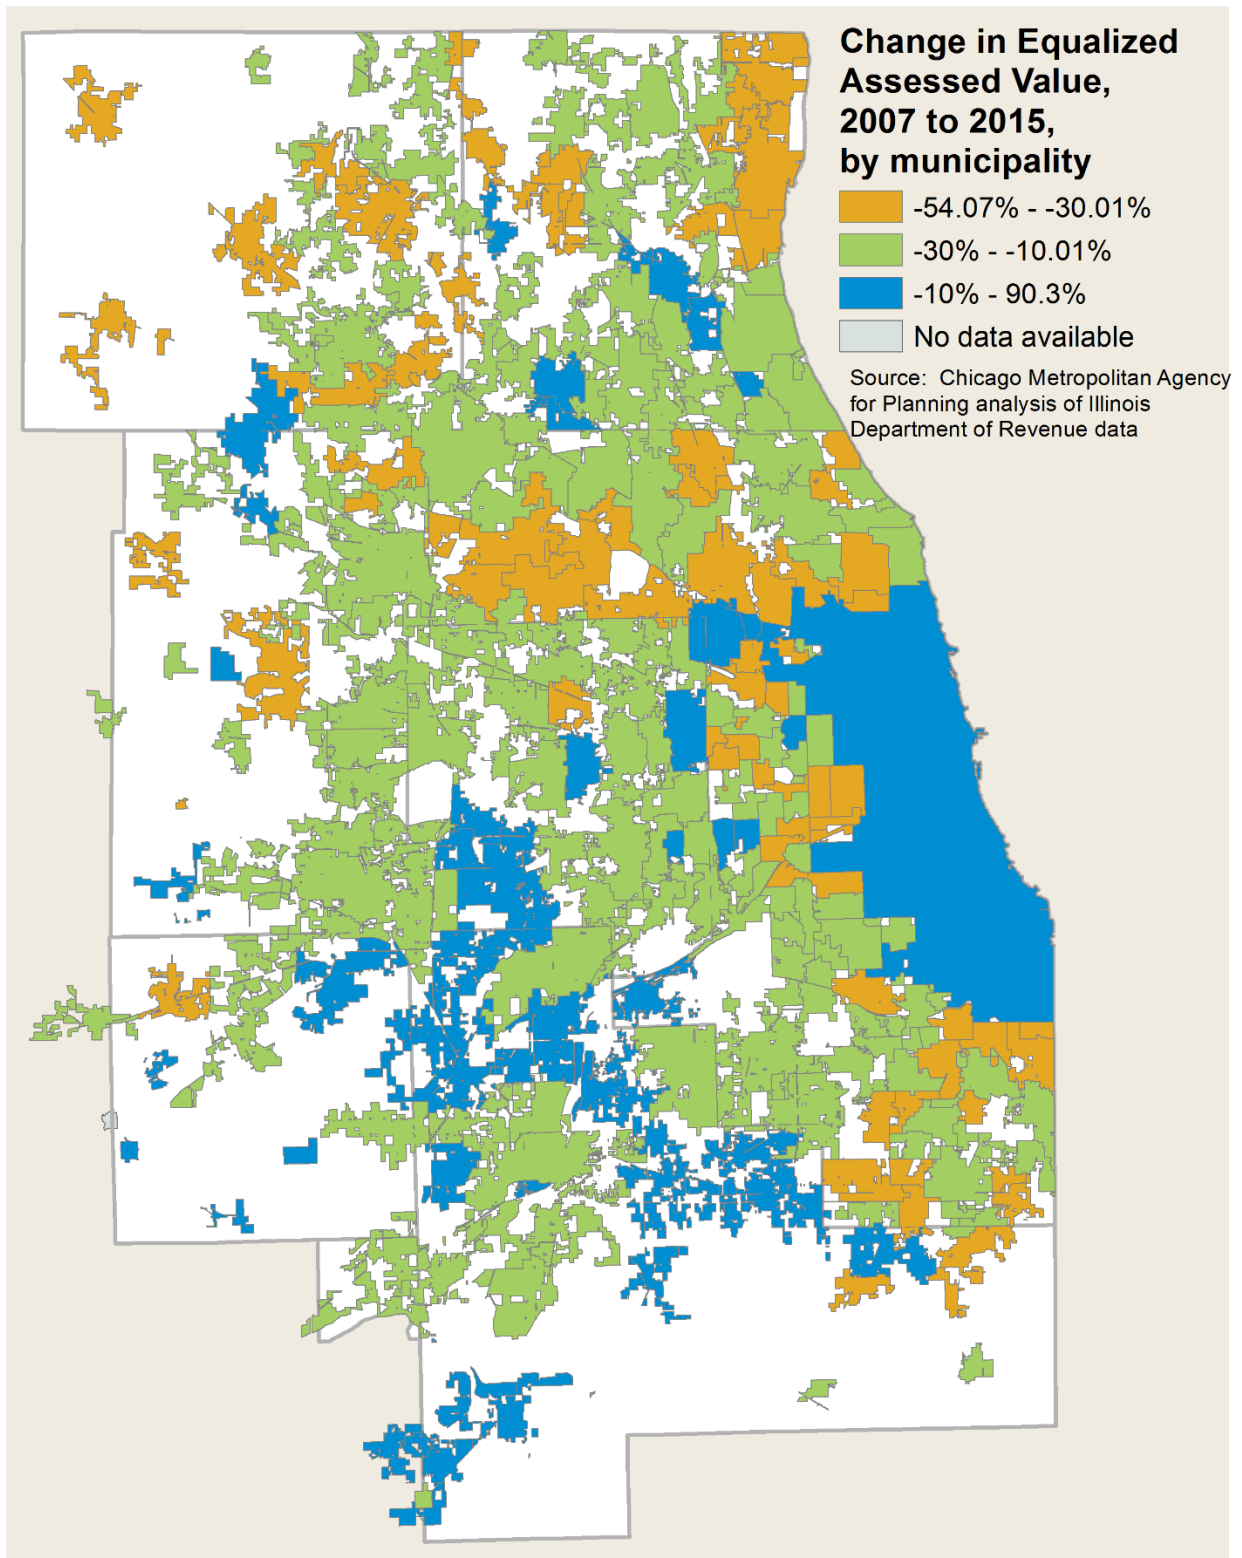 Change in Equalized
Assessed Value,
2007 to 2015,
by municipality
-54.07% - -30.01%
-30% - -10.01%
-10% - 90.3%
No data available
Source: Chicago Metropolitan Agency
for Planning analysis of Illinois
Department of Revenue data